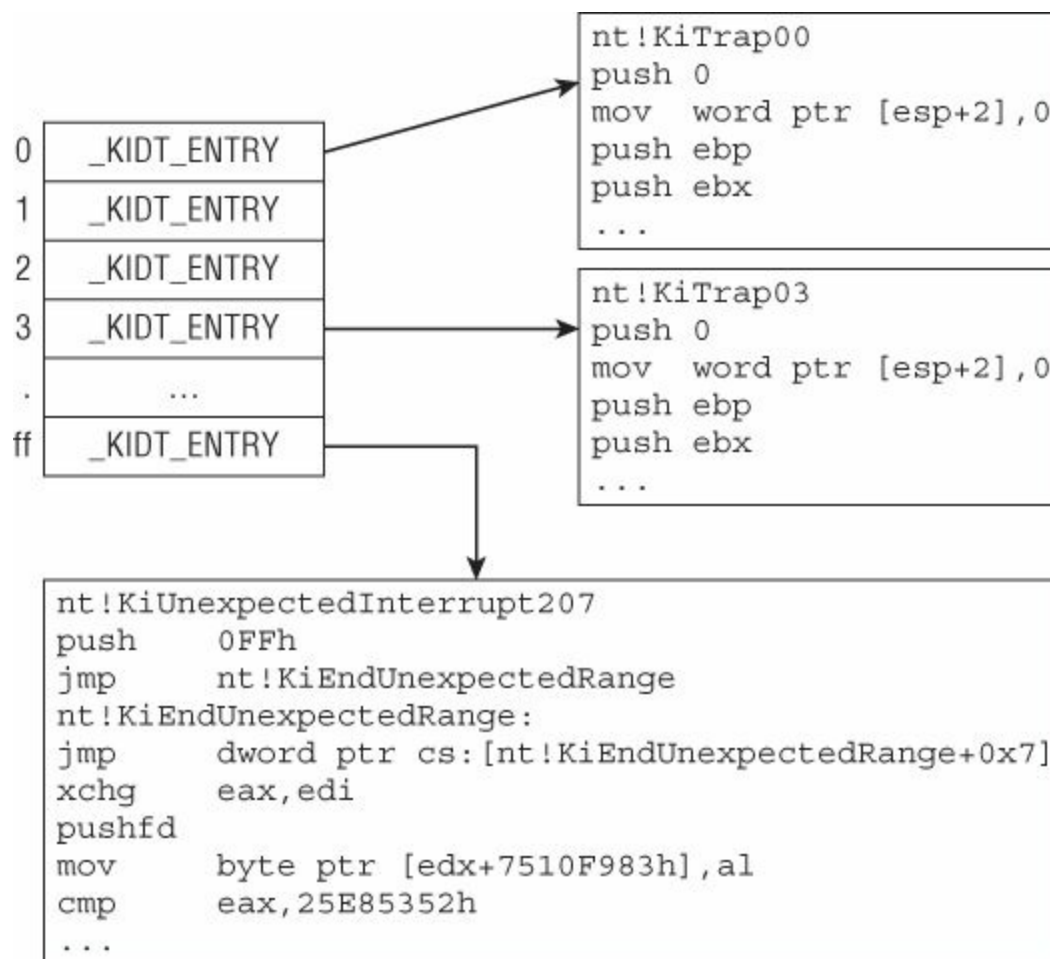 nt!KiTrap00
push 0
mov word ptr [esp+2],0
push ebp
push ebx
...
0 _KIDT_ENTRY
1 _KIDT_ENTRY
2 _KIDT_ENTRY
3 _KIDT_ENTRY
. ...
ff _KIDT_ENTRY
nt!KiTrap03
push 0
mov word ptr [esp+2],0
push ebp
push ebx
...
nt!KiUnexpectedInterrupt207
push 0FFh
jmp nt!KiEndUnexpectedRange
nt!KiEndUnexpectedRange:
jmp dword ptr cs:[nt!KiEndUnexpectedRange+0x7]
xchg eax,edi
pushfd
mov byte ptr [edx+7510F983h],al
cmp eax,25E85352h
...